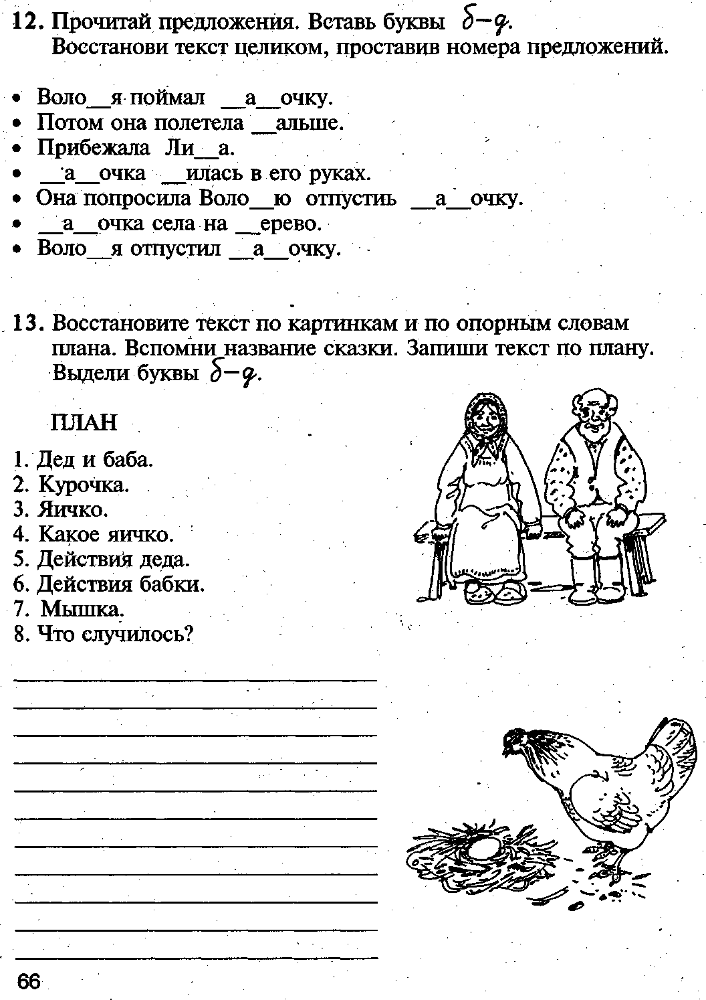 12. Прочитай предложения. Вставь буквы б–д.
Восстанови текст целиком, проставив номера предложений.
• Воло__я поймал __а__очку.
• Потом она полетела __альше.
• Прибежала Ли__а.
• __а__очка __илась в его руках.
• Она попросила Воло__ю отпустиь __а__очку.
• __а__очка села на __ерево.
• Воло__я отпустил __а__очку.
13. Восстановите текст по картинкам и по опорным словам
плана. Вспомни название сказки. Запиши текст по плану.
Выдели буквы б–д.
ПЛАН
1. Дед и баба.
2. Курочка.
3. Яичко.
4. Какое яичко.
5. Действия деда.
6. Действия бабки.
7. Мышка.
8. Что случилось?
66